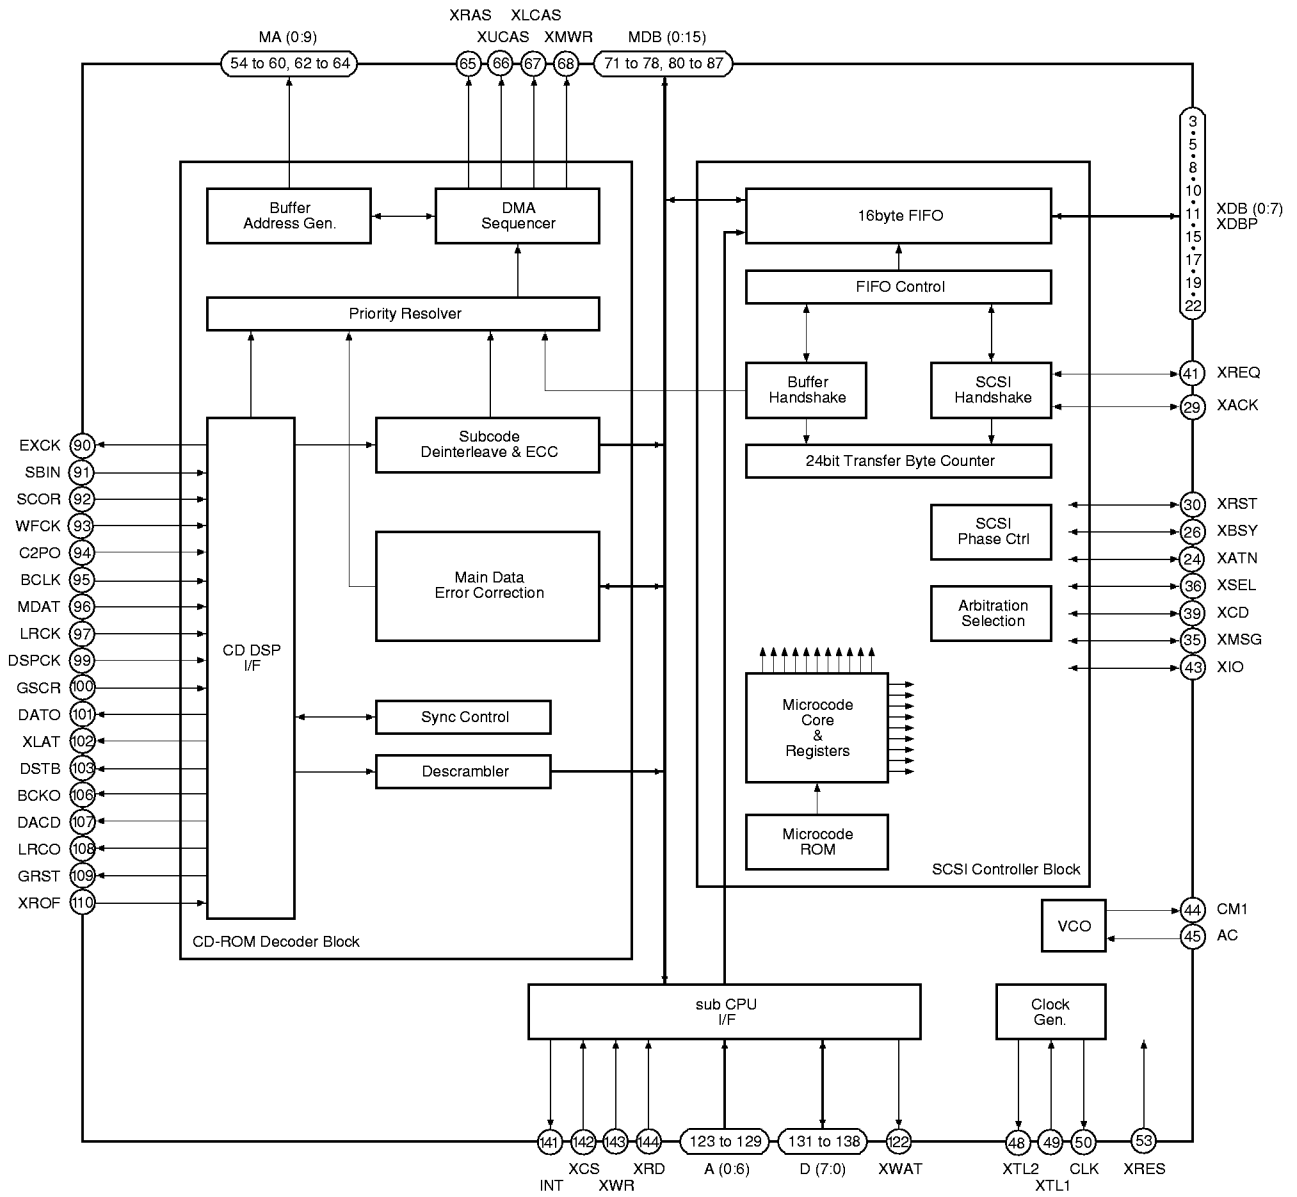 XRAS
XLCAS
MA (0:9)
XUCAS
XMWR
MDB (0:15)
54 to 60, 62 to 64
65
66
67
68
71 to 78, 80 to 87
3
5
8
10
11
15
17
19
22
XDB (0:7)
XDBP
Buffer
Address Gen.
DMA
Sequencer
16byte FIFO
FIFO Control
Priority Resolver
Buffer
Handshake
SCSI
Handshake
41
XREQ
29
XACK
Subcode
Deinterleave & ECC
24bit Transfer Byte Counter
EXCK
90
SBIN
91
SCOR
92
WFCK
93
C2PO
94
BCLK
95
MDAT
96
LRCK
97
DSPCK
99
GSCR
100
DATO
101
XLAT
102
DSTB
103
BCKO
106
DACD
107
LRCO
108
GRST
109
XROF
110
CD DSP
I/F
Main Data
Error Correction
Sync Control
Descrambler
CD-ROM Decoder Block
SCSI
Phase Ctrl
Arbitration
Selection
30
XRST
26
XBSY
24
XATN
36
XSEL
39
XCD
35
XMSG
43
XIO
Microcode
Core
&
Registers
Microcode
ROM
SCSI Controller Block
VCO
44
CM1
45
AC
sub CPU
I/F
Clock
Gen.
141
142
143
144
123 to 129
131 to 138
122
48
49
50
53
XCS
XRD
A (0:6)
D (7:0)
XWAT
XTL2
CLK
XRES
INT
XWR
XTL1